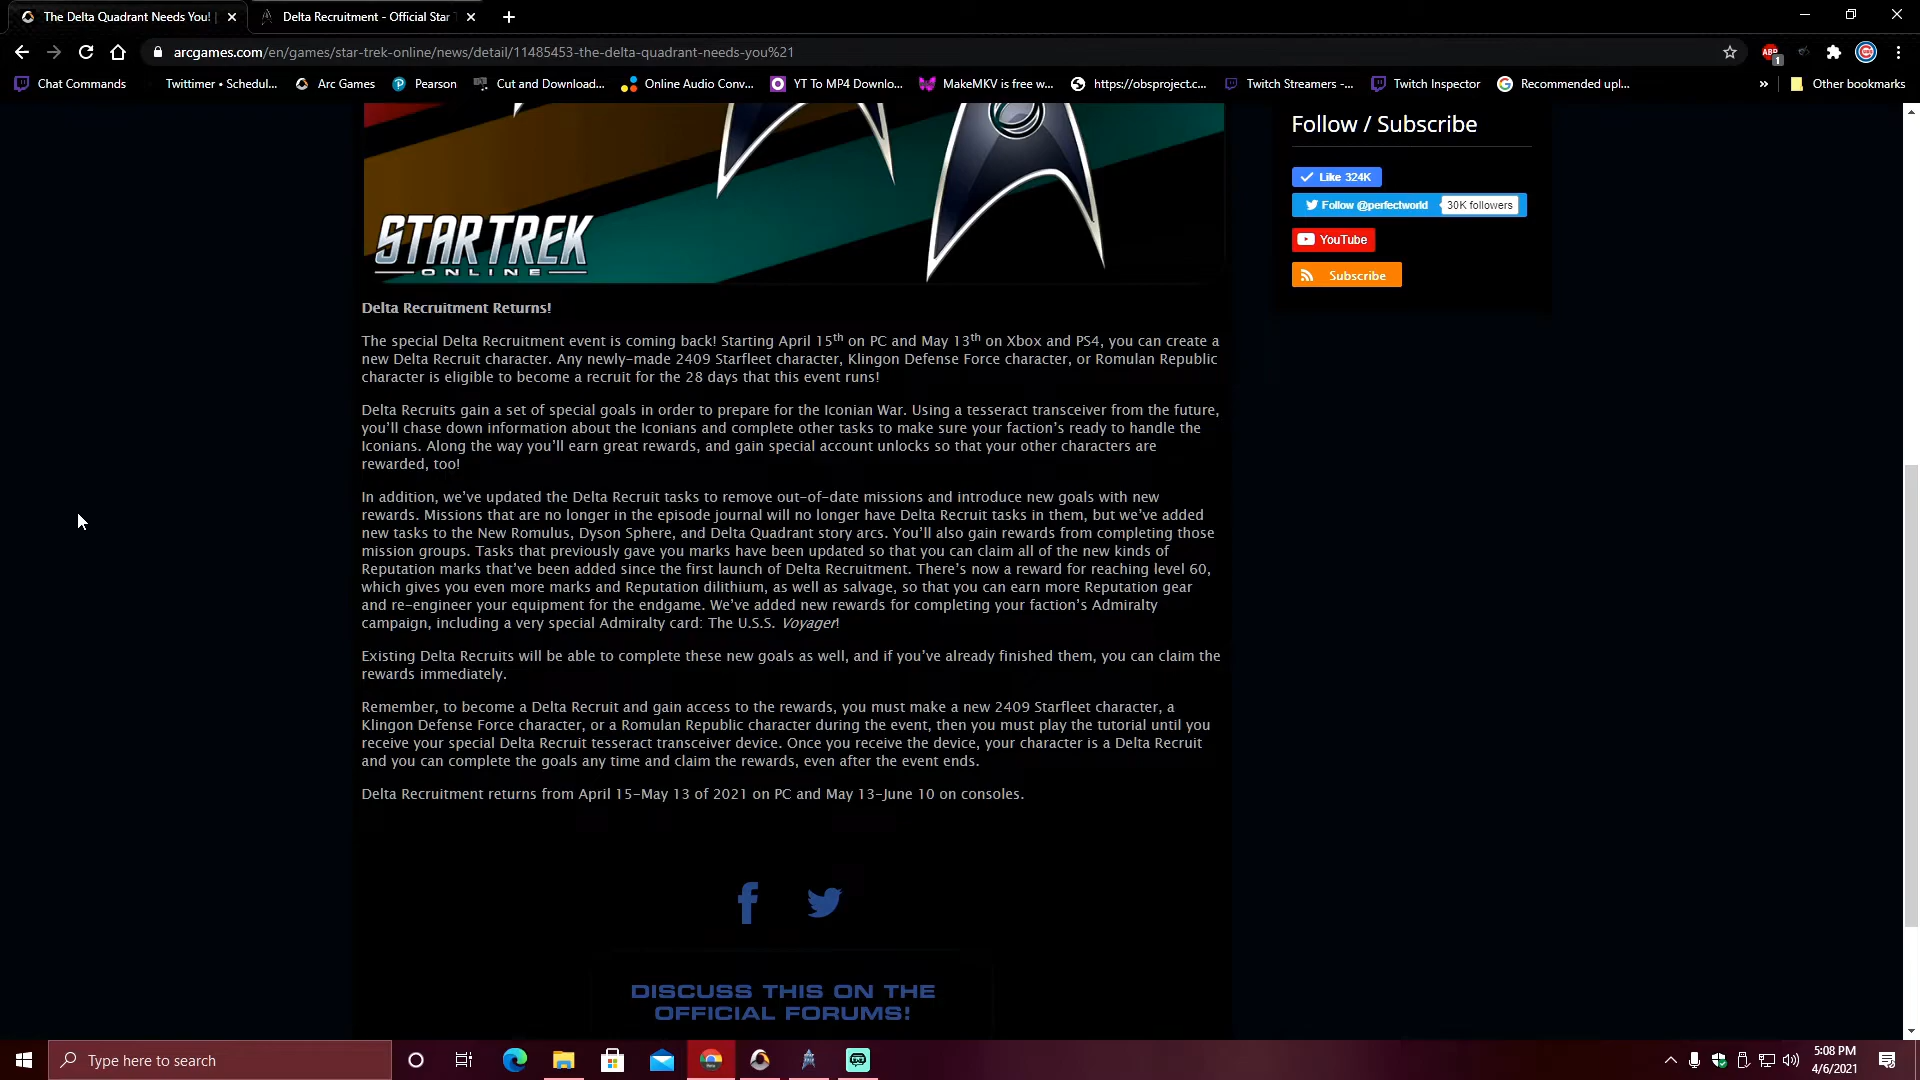 The Delta Quadrant Needs You! |
Delta Recruitment - Official Star T
arcgames.com/en/games/star-trek-online/news/detail/11485453-the-delta-quadrant-needs-you%21
ABP
1
Chat Commands
Twittimer • Schedul...
Arc Games
Pearson
Cut and Download...
Online Audio Conv...
YT To MP4 Downlo...
MakeMKV is free w...
https://obsproject.c...
Twitch Streamers -...
Twitch Inspector
Recommended upl...
»
Other bookmarks
STAR TREK
ONLINE
Follow / Subscribe
Like 324K
Follow @perfectworld
30K followers
YouTube
Subscribe
Delta Recruitment Returns!
The special Delta Recruitment event is coming back! Starting April 15th on PC and May 13th on Xbox and PS4, you can create a
new Delta Recruit character. Any newly-made 2409 Starfleet character, Klingon Defense Force character, or Romulan Republic
character is eligible to become a recruit for the 28 days that this event runs!
Delta Recruits gain a set of special goals in order to prepare for the Iconian War. Using a tesseract transceiver from the future,
you’ll chase down information about the Iconians and complete other tasks to make sure your faction’s ready to handle the
Iconians. Along the way you’ll earn great rewards, and gain special account unlocks so that your other characters are
rewarded, too!
In addition, we’ve updated the Delta Recruit tasks to remove out-of-date missions and introduce new goals with new
rewards. Missions that are no longer in the episode journal will no longer have Delta Recruit tasks in them, but we’ve added
new tasks to the New Romulus, Dyson Sphere, and Delta Quadrant story arcs. You’ll also gain rewards from completing those
mission groups. Tasks that previously gave you marks have been updated so that you can claim all of the new kinds of
Reputation marks that’ve been added since the first launch of Delta Recruitment. There’s now a reward for reaching level 60,
which gives you even more marks and Reputation dilithium, as well as salvage, so that you can earn more Reputation gear
and re-engineer your equipment for the endgame. We’ve added new rewards for completing your faction’s Admiralty
campaign, including a very special Admiralty card: The U.S.S. Voyager!
Existing Delta Recruits will be able to complete these new goals as well, and if you’ve already finished them, you can claim the
rewards immediately.
Remember, to become a Delta Recruit and gain access to the rewards, you must make a new 2409 Starfleet character, a
Klingon Defense Force character, or a Romulan Republic character during the event, then you must play the tutorial until you
receive your special Delta Recruit tesseract transceiver device. Once you receive the device, your character is a Delta Recruit
and you can complete the goals any time and claim the rewards, even after the event ends.
Delta Recruitment returns from April 15-May 13 of 2021 on PC and May 13-June 10 on consoles.
DISCUSS THIS ON THE
OFFICIAL FORUMS!
Type here to search
5:08 PM
4/6/2021